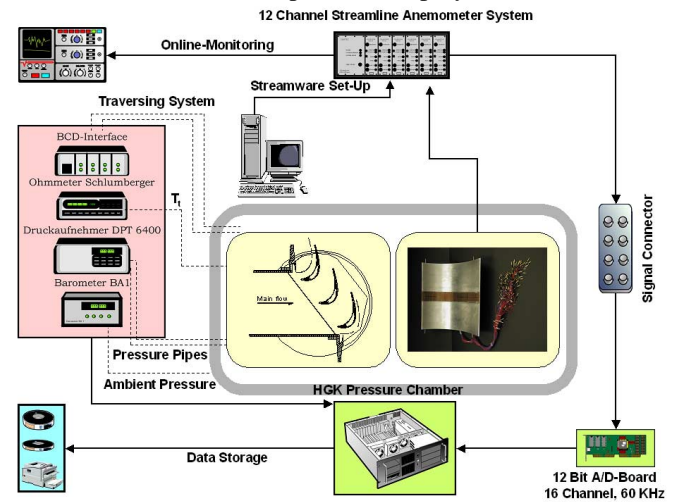 12 Channel Streamline Anemometer System
Online-Monitoring
Streamware Set-Up
Traversing System
BCD-Interface
Ohmmeter Schlumberger
Tt
Druckaufnehmer DPT 6400
Barometer BA1
Main flow
Signal Connector
Pressure Pipes
Ambient Pressure
HGK Pressure Chamber
Data Storage
12 Bit A/D-Board
16 Channel, 60 KHz